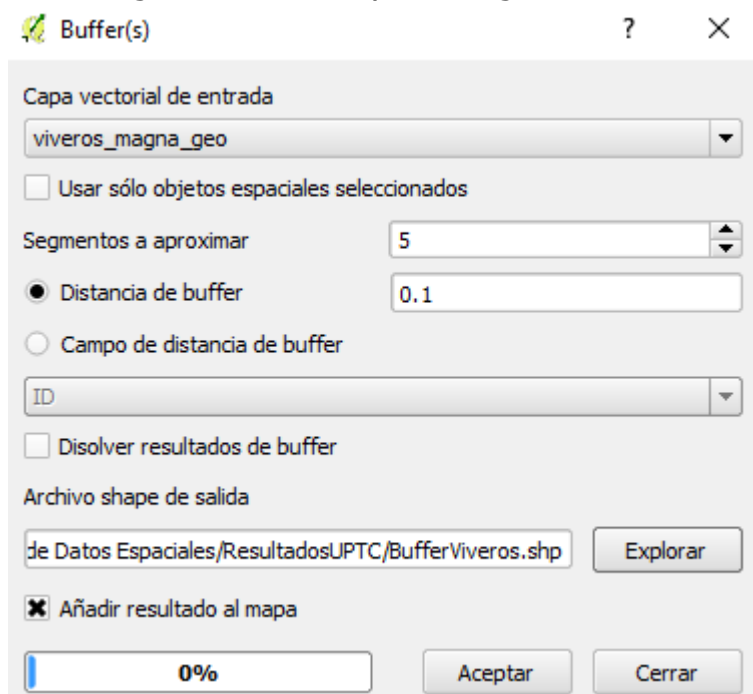 Buffer(s) ? ×
Capa vectorial de entrada
viveros_magna_geo
Usar sólo objetos espaciales seleccionados
Segmentos a aproximar 5
Distancia de buffer 0.1
Campo de distancia de buffer
ID
Disolver resultados de buffer
Archivo shape de salida
de Datos Espaciales/ResultadosUPTC/BufferViveros.shp Explorar
Añadir resultado al mapa
0% Aceptar Cerrar